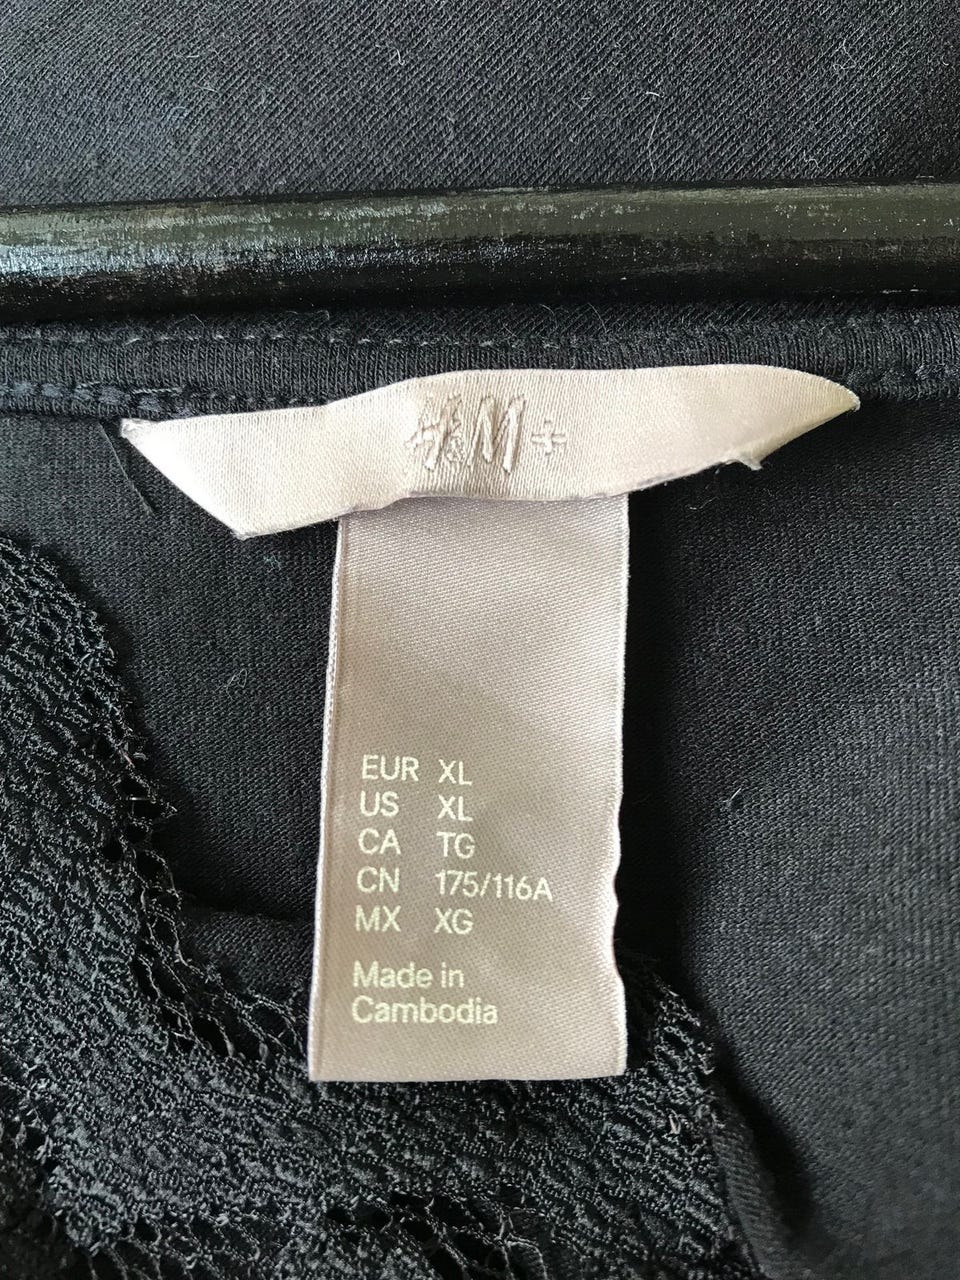 H&M+
EUR XL
US XL
CA TG
CN 175/116A
MX XG
Made in
Cambodia